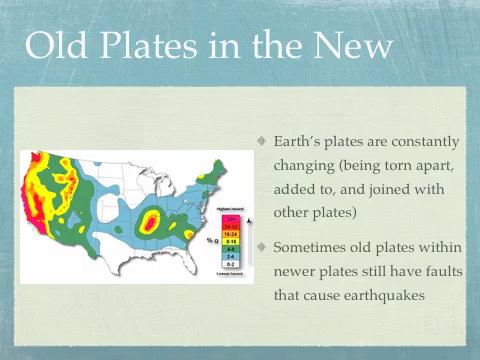 Old Plates in the New
Earth's plates are constantly
changing (being torn apart,
added to, and joined with
other plates)
Sometimes old plates within
newer plates still have faults
that cause earthquakes
Highest hazard
% g
32+
24-32
16-24
8-16
4-8
2-4
0-2
Lowest hazard